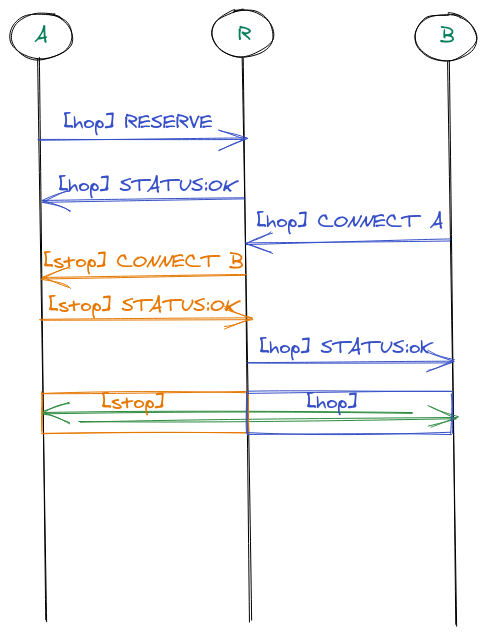 A R B
[hop] RESERVE
[hop] STATUS:OK
[hop] CONNECT A
[stop] CONNECT B
[stop] STATUS:OK
[hop] STATUS:OK
[stop] [hop]